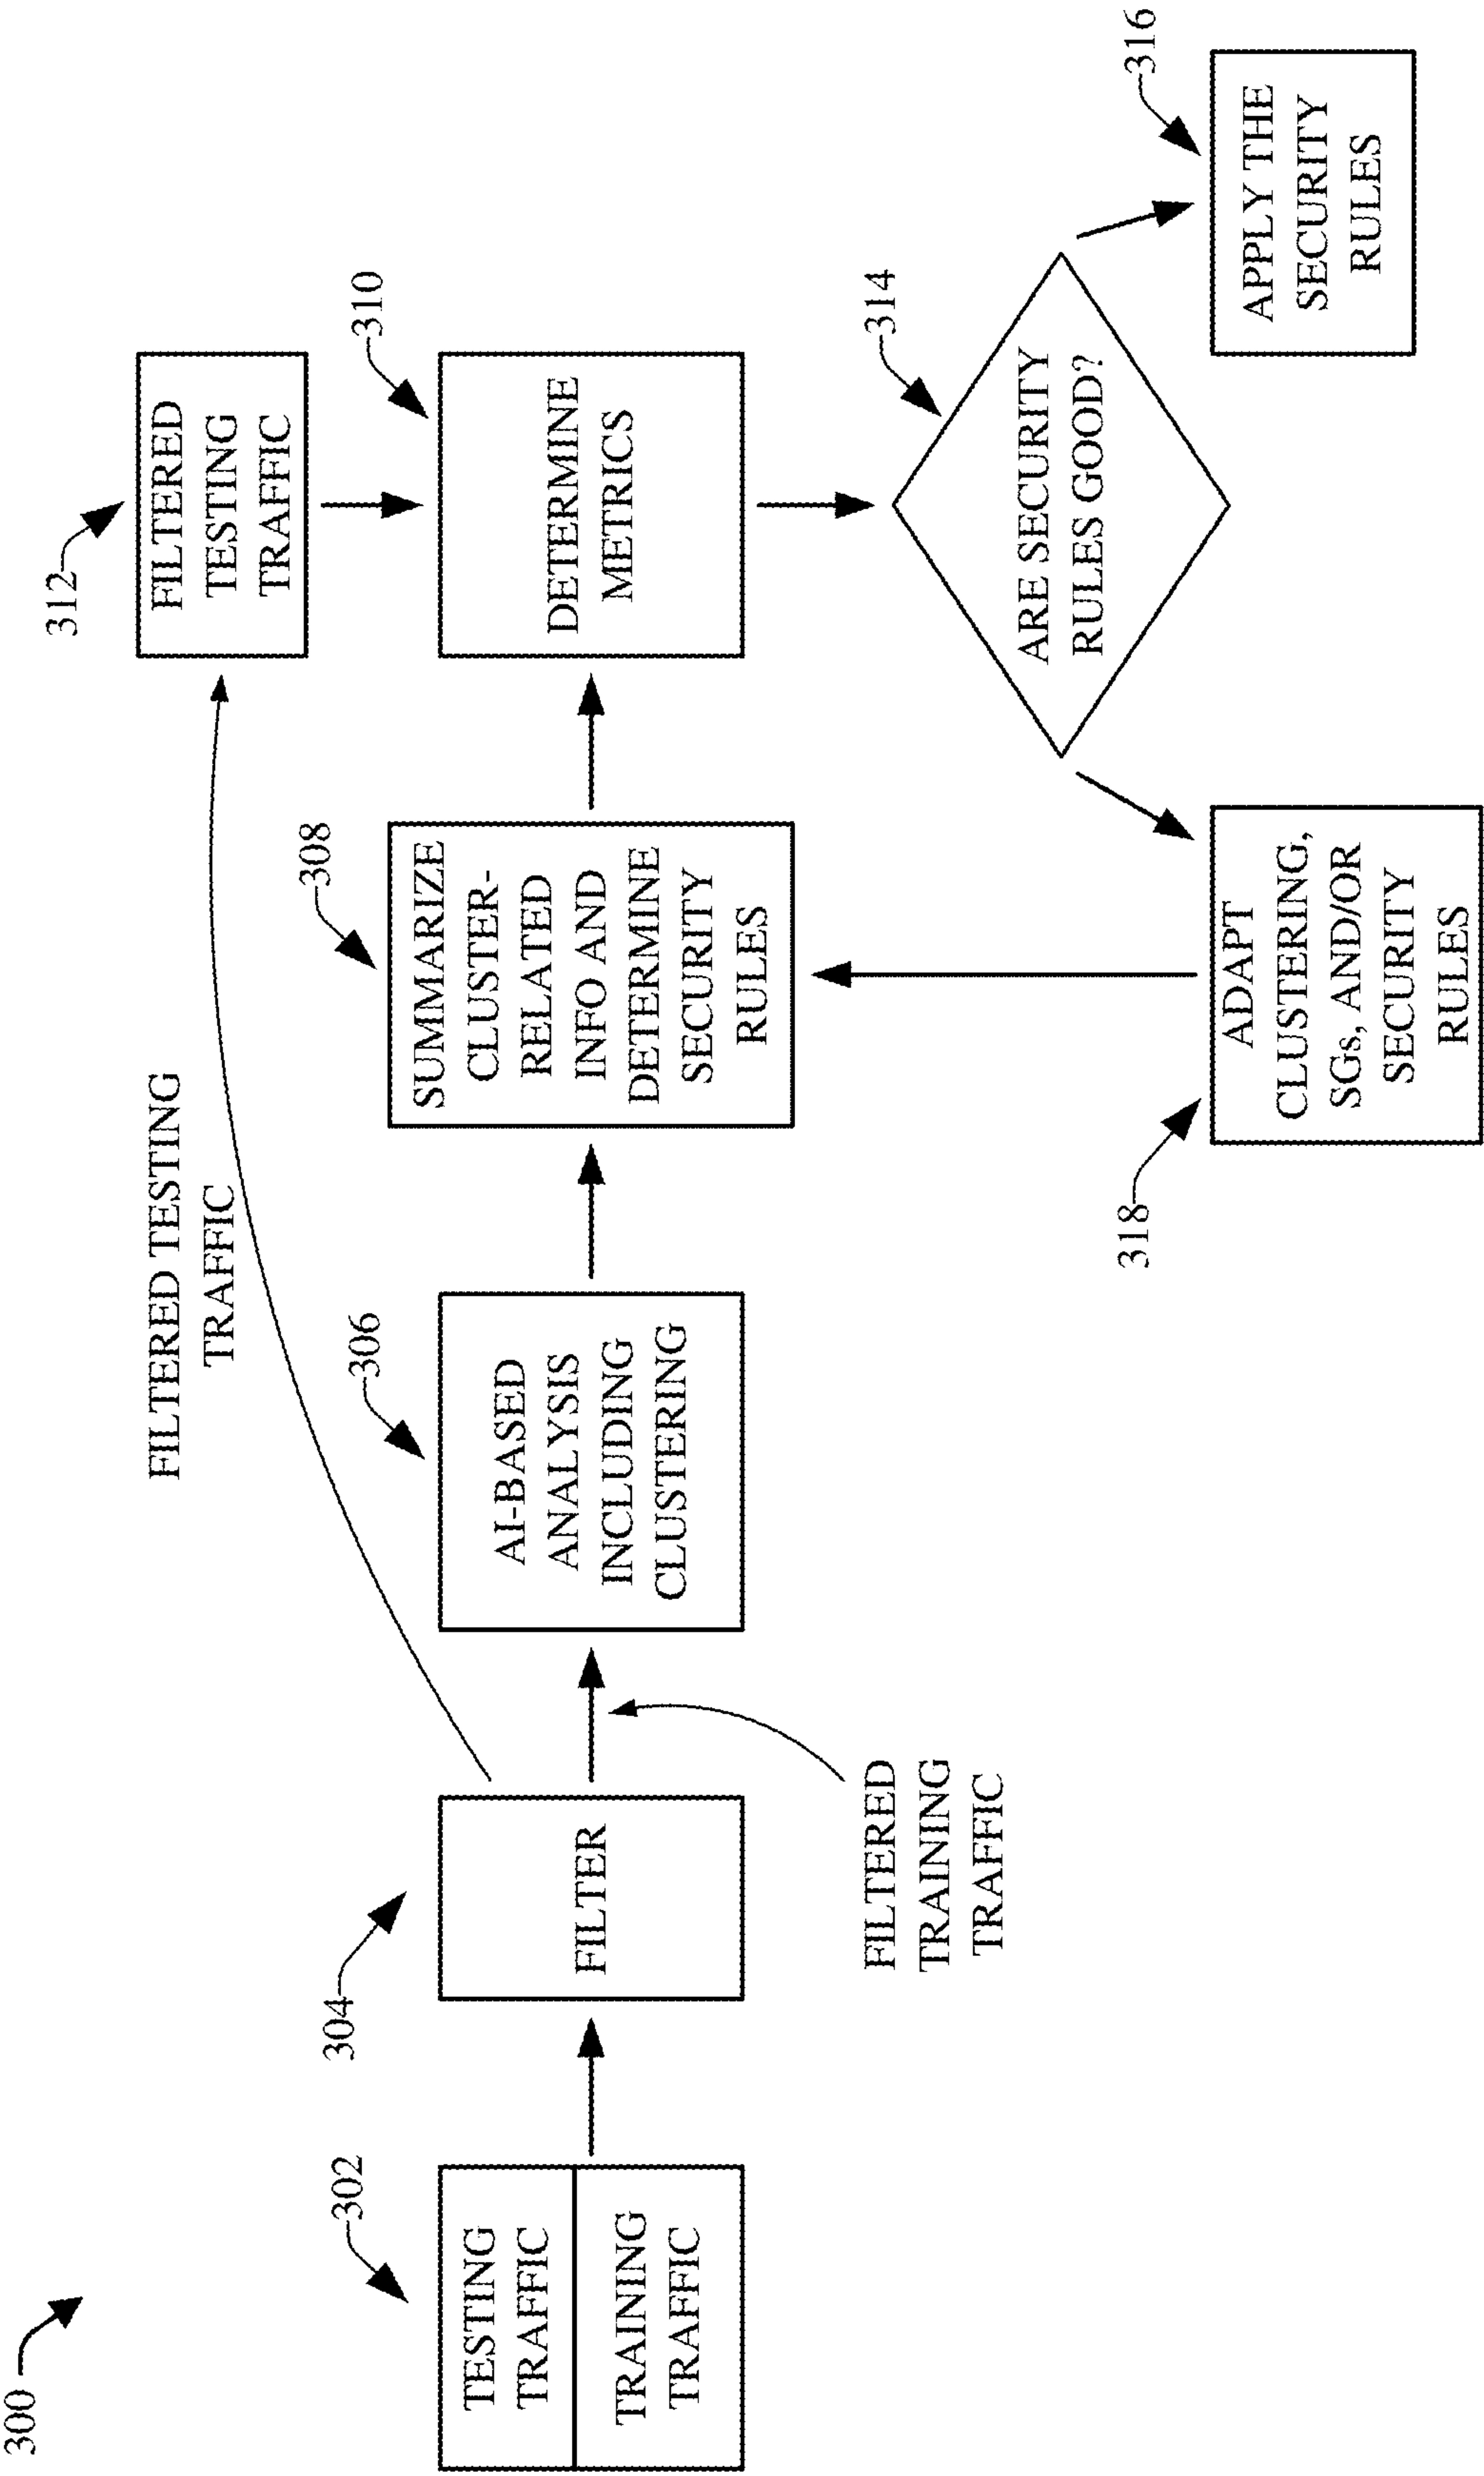 300
302
TESTING
TRAFFIC
TRAINING
TRAFFIC
304
FILTER
FILTERED
TRAINING
TRAFFIC
FILTERED TESTING
TRAFFIC
306
AI-BASED
ANALYSIS
INCLUDING
CLUSTERING
308
SUMMARIZE
CLUSTER-
RELATED
INFO AND
DETERMINE
SECURITY
RULES
312
FILTERED
TESTING
TRAFFIC
310
DETERMINE
METRICS
314
ARE SECURITY
RULES GOOD?
318
ADAPT
CLUSTERING,
SGs, AND/OR
SECURITY
RULES
316
APPLY THE
SECURITY
RULES